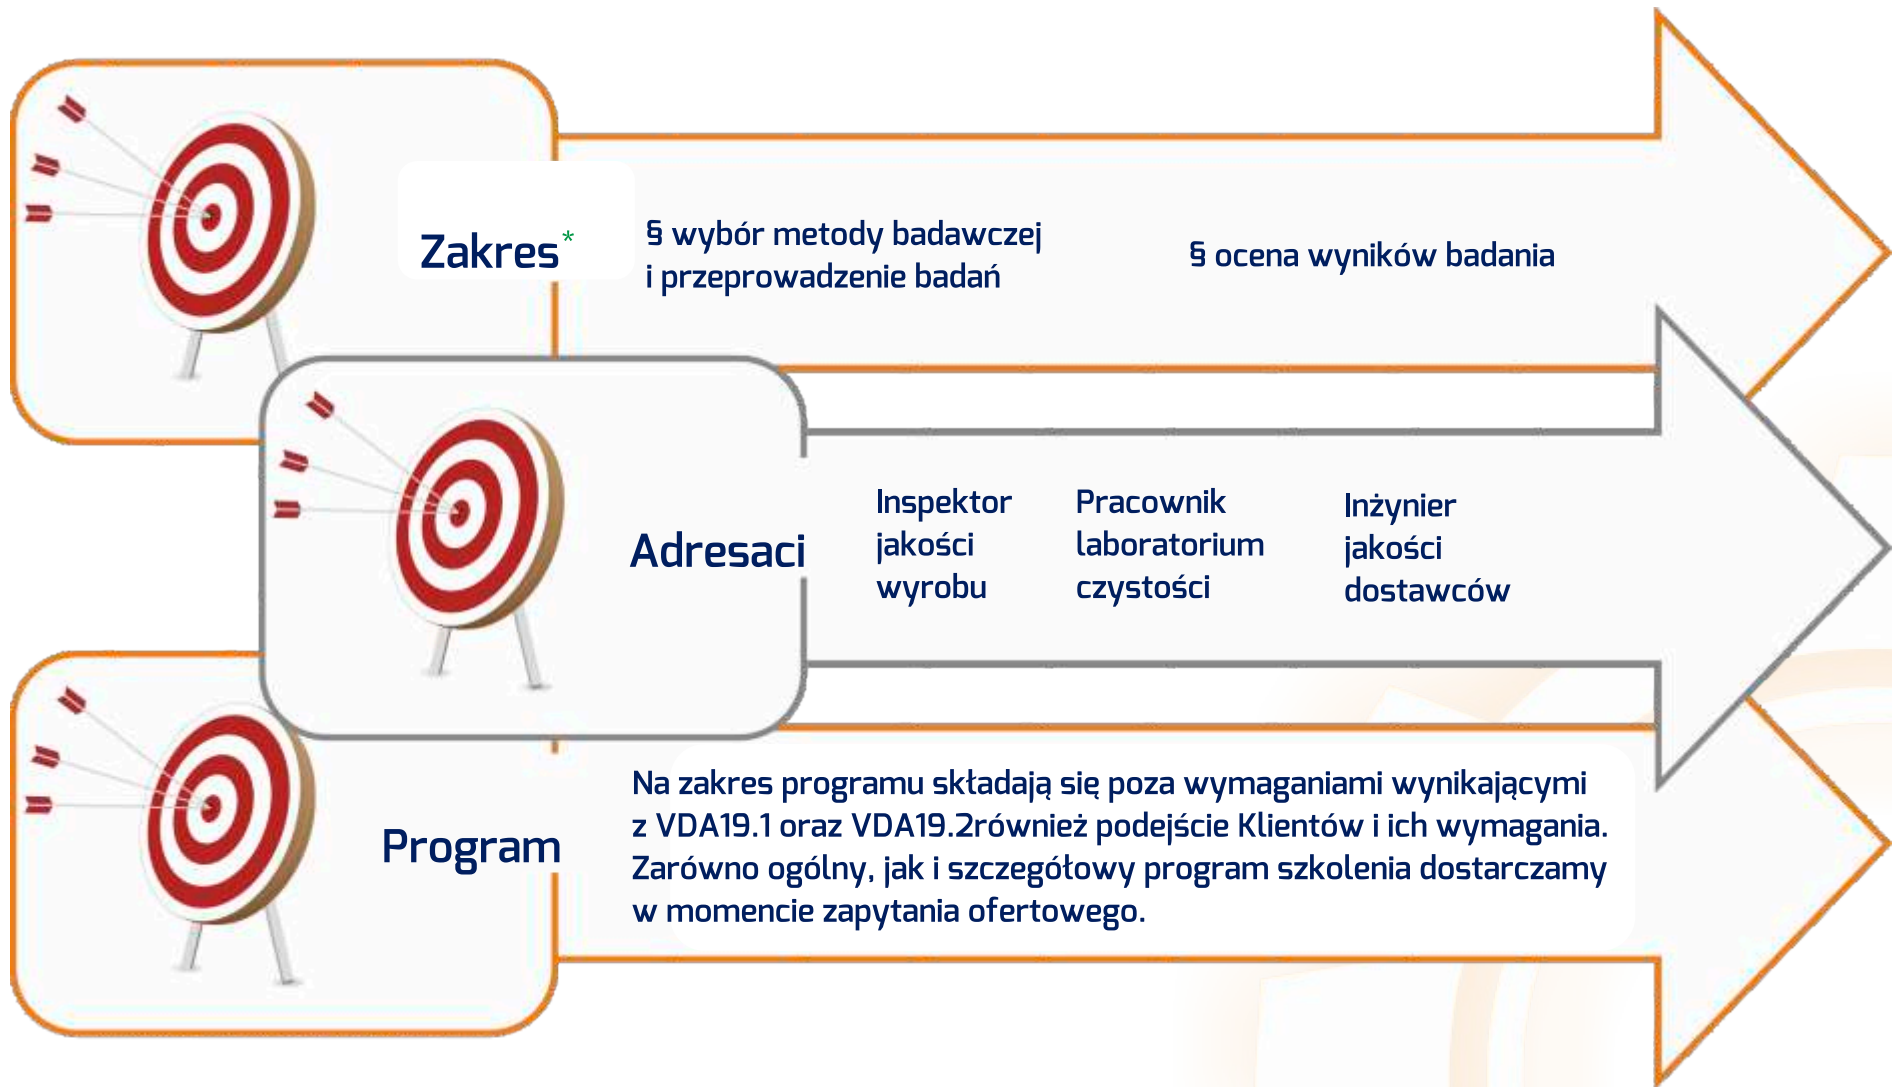 Zakres*
§ wybór metody badawczej
i przeprowadzenie badań
§ ocena wyników badania
Adresaci
Inspektor
jakości
wyrobu
Pracownik
laboratorium
czystości
Inżynier
jakości
dostawców
Program
Na zakres programu składają się poza wymaganiami wynikającymi
z VDA19.1 oraz VDA19.2również podejście Klientów i ich wymagania.
Zarówno ogólny, jak i szczegółowy program szkolenia dostarczamy
w momencie zapytania ofertowego.